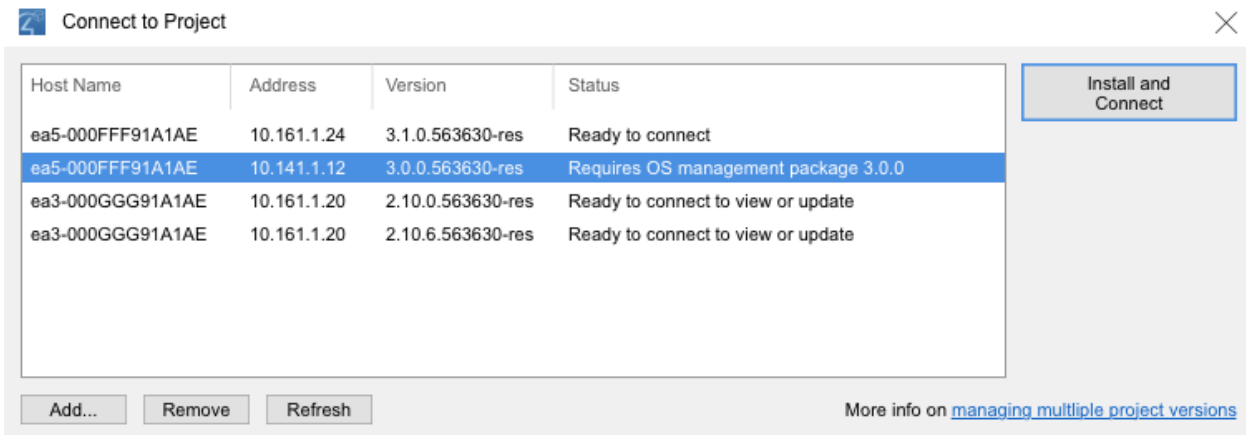 Connect to Project
Host Name Address Version Status
ea5-000FFF91A1AE 10.161.1.24 3.1.0.563630-res Ready to connect
ea5-000FFF91A1AE 10.141.1.12 3.0.0.563630-res Requires OS management package 3.0.0
ea3-000GGG91A1AE 10.161.1.20 2.10.0.563630-res Ready to connect to view or update
ea3-000GGG91A1AE 10.161.1.20 2.10.6.563630-res Ready to connect to view or update
Install and
Connect
Add... Remove Refresh
More info on managing multliple project versions